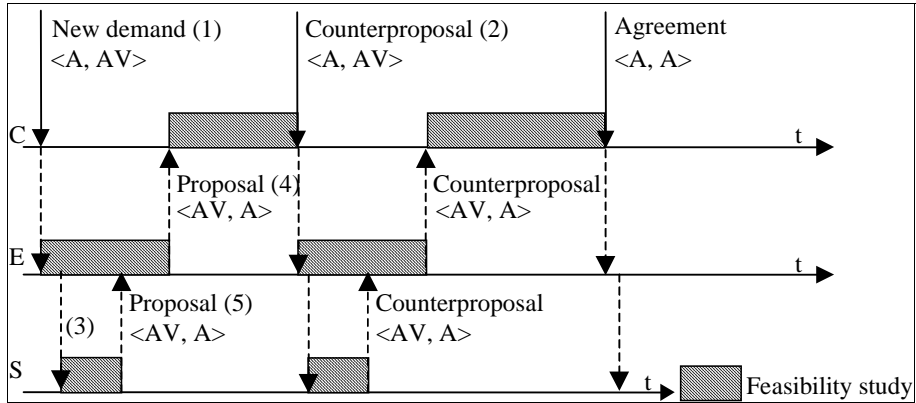 New demand (1)
<A, AV>
Counterproposal (2)
<A, AV>
Agreement
<A, A>
C
t
Proposal (4)
<AV, A>
Counterproposal
<AV, A>
E
t
(3)
Proposal (5)
<AV, A>
Counterproposal
<AV, A>
S
t
Feasibility study